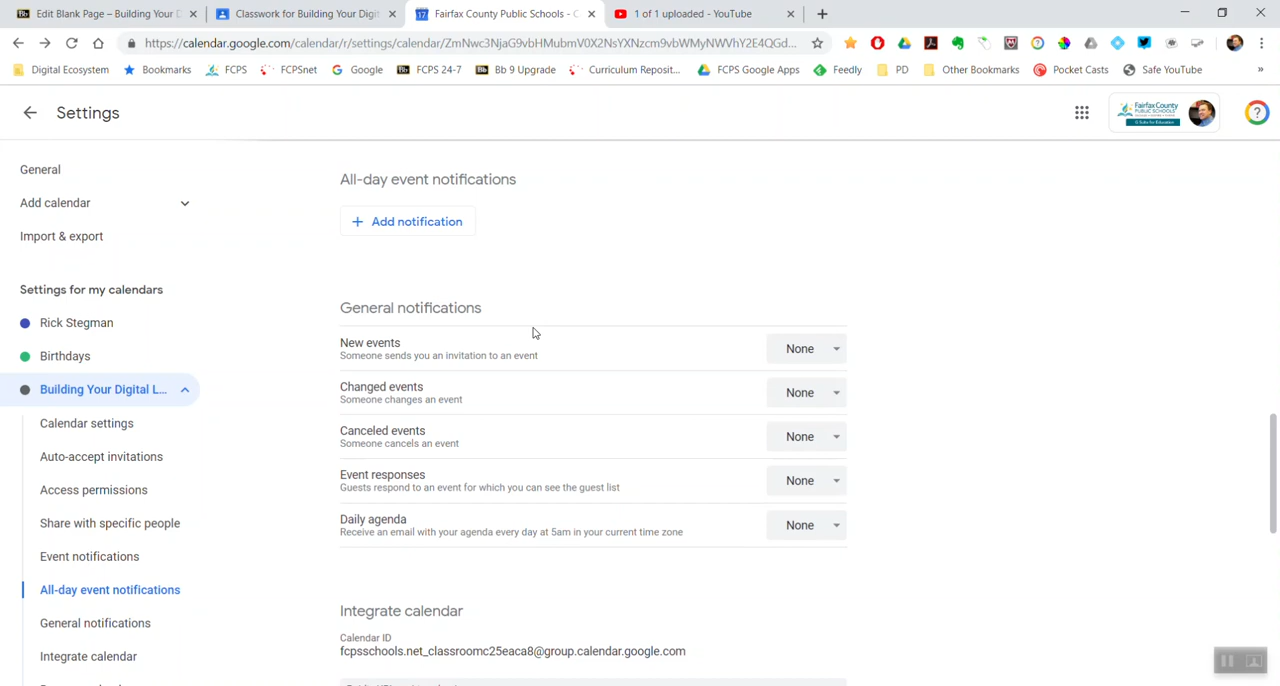 Edit Blank Page – Building Your D
Classwork for Building Your Digit
Fairfax County Public Schools - C
1 of 1 uploaded - YouTube
https://calendar.google.com/calendar/r/settings/calendar/ZmNwc3NjaG9vbHMubmV0X2NsYXNzcm9vbWMyNWVhY2E4QGd...
Digital Ecosystem
Bookmarks
FCPS
FCPSnet
Google
FCPS 24-7
Bb 9 Upgrade
Curriculum Reposit...
FCPS Google Apps
Feedly
PD
Other Bookmarks
Pocket Casts
Safe YouTube
»
Settings
Fairfax County
PUBLIC SCHOOLS
G Suite for Education
General
Add calendar
Import & export
Settings for my calendars
Rick Stegman
Birthdays
Building Your Digital L...
Calendar settings
Auto-accept invitations
Access permissions
Share with specific people
Event notifications
All-day event notifications
General notifications
Integrate calendar
All-day event notifications
+ Add notification
General notifications
New events
Someone sends you an invitation to an event
None
Changed events
Someone changes an event
None
Canceled events
Someone cancels an event
None
Event responses
Guests respond to an event for which you can see the guest list
None
Daily agenda
Receive an email with your agenda every day at 5am in your current time zone
None
Integrate calendar
Calendar ID
fcpsschools.net_classroomc25eaca8@group.calendar.google.com